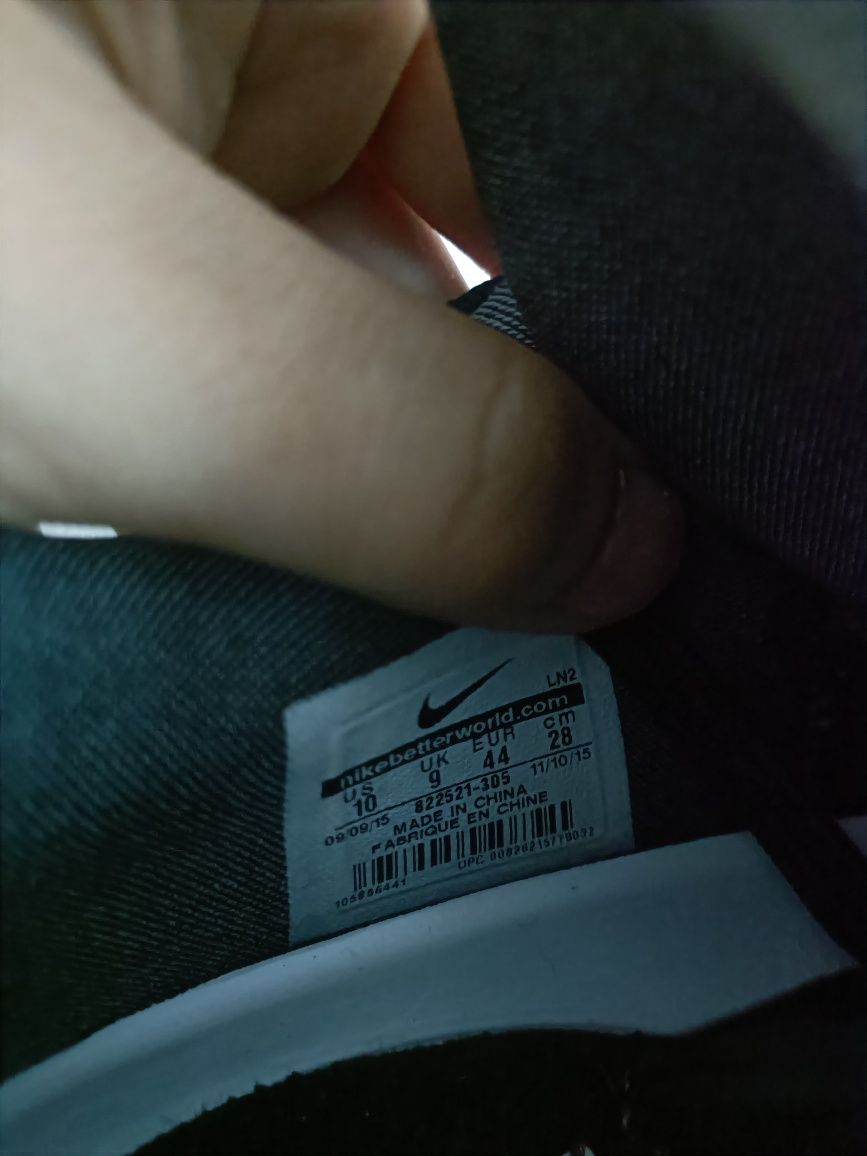 LN2
nikebetterworld.com
US UK EUR cm
10 9 44 28
09/09/15 822521-305 11/10/15
MADE IN CHINA
FABRIQUE EN CHINE
UPC